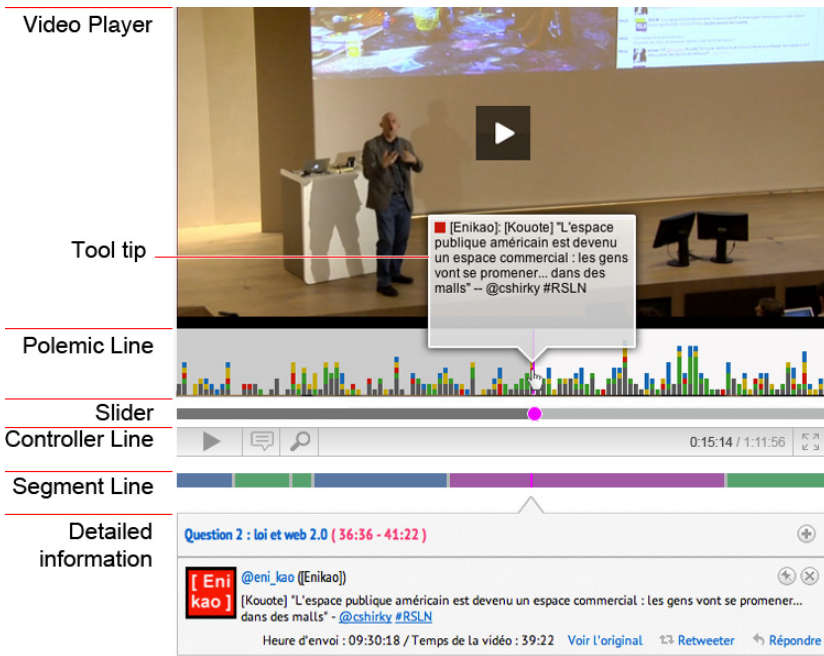 Video Player
Tool tip
[Enikao]: [Kouote] "L'espace
publique américain est devenu
un espace commercial : les gens
vont se promener... dans des
malls" -- @cshirky #RSLN
Polemic Line
Slider
Controller Line
0:15:14 / 1:11:56
Segment Line
Detailed
information
Question 2 : loi et web 2.0 ( 36:36 - 41:22 )
[ Eni
kao ]
@eni_kao ([Enikao])
[Kouote] "L'espace publique américain est devenu un espace commercial : les gens vont se promener...
dans des malls" - @cshirky #RSLN
Heure d'envoi : 09:30:18 / Temps de la vidéo : 39:22 Voir l'original Retweeter Répondre